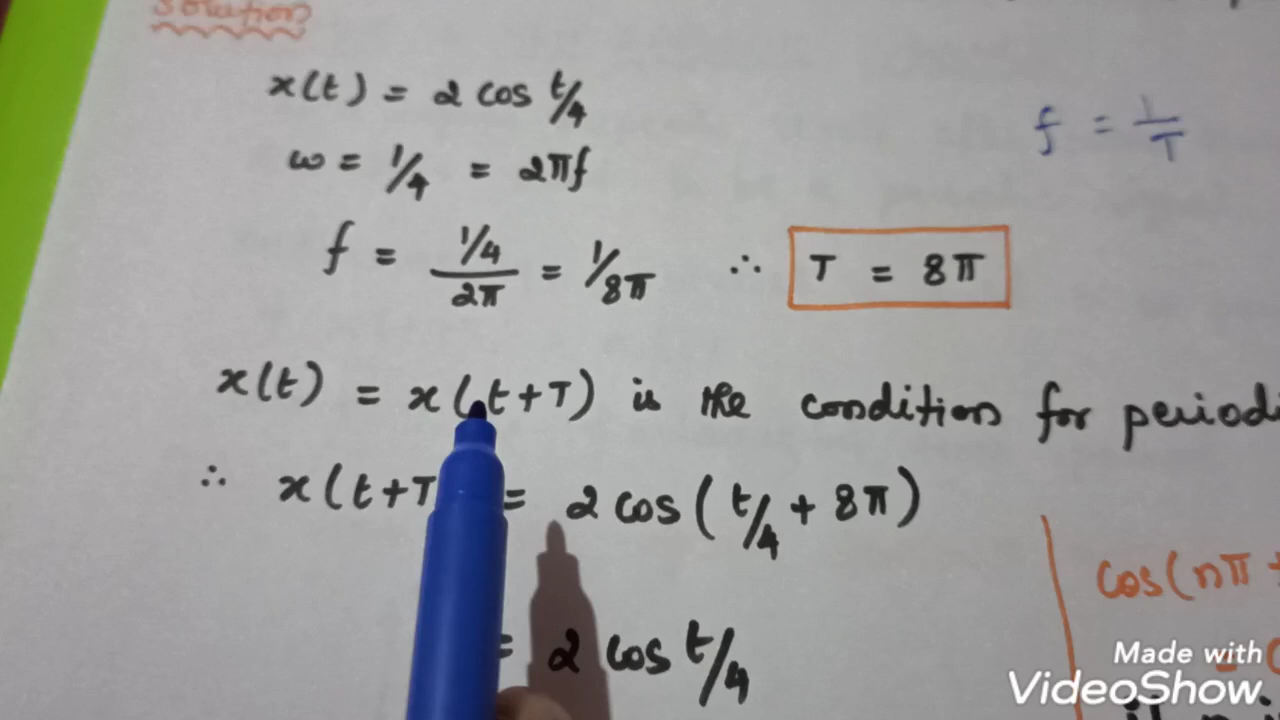 Solution
x(t) = 2 cos t/4
ω = 1/4 = 2πf
f = 1/T
f = 1/4 / 2π = 1/8π ∴ T = 8π
x(t) = x(t+T) is the condition for periodi
∴ x(t+T = 2 cos(t/4 + 8π)
cos(nπ +
= 2 cos t/4
Made with
VideoShow